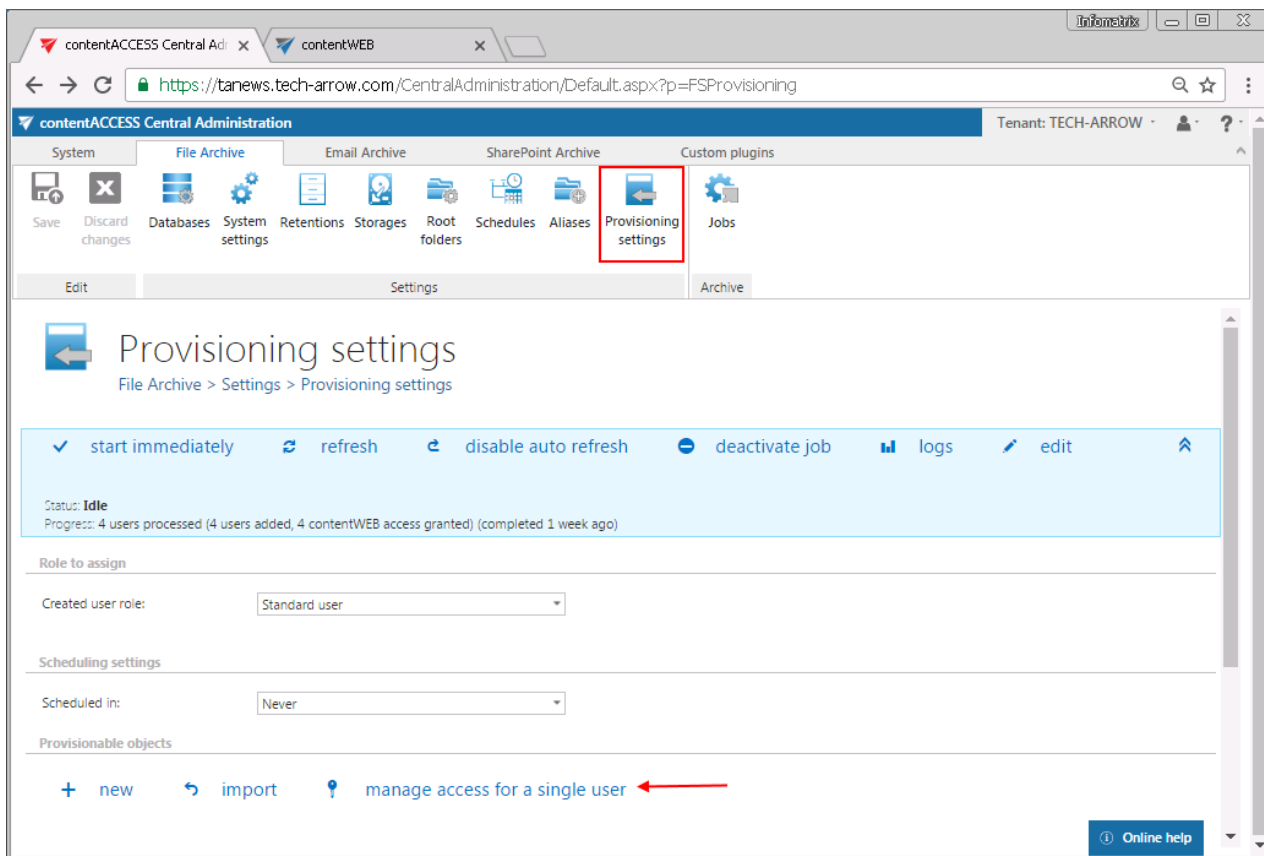 Infomatrix
contentACCESS Central Adr contentWEB
https://tanews.tech-arrow.com/CentralAdministration/Default.aspx?p=FSProvisioning
contentACCESS Central Administration Tenant: TECH-ARROW ?
System File Archive Email Archive SharePoint Archive Custom plugins
Save Discard changes Databases System settings Retentions Storages Root folders Schedules Aliases Provisioning settings Jobs
Edit Settings Archive
Provisioning settings
File Archive > Settings > Provisioning settings
start immediately refresh disable auto refresh deactivate job logs edit
Status: Idle
Progress: 4 users processed (4 users added, 4 contentWEB access granted) (completed 1 week ago)
Role to assign
Created user role: Standard user
Scheduling settings
Scheduled in: Never
Provisionable objects
+ new import manage access for a single user
Online help